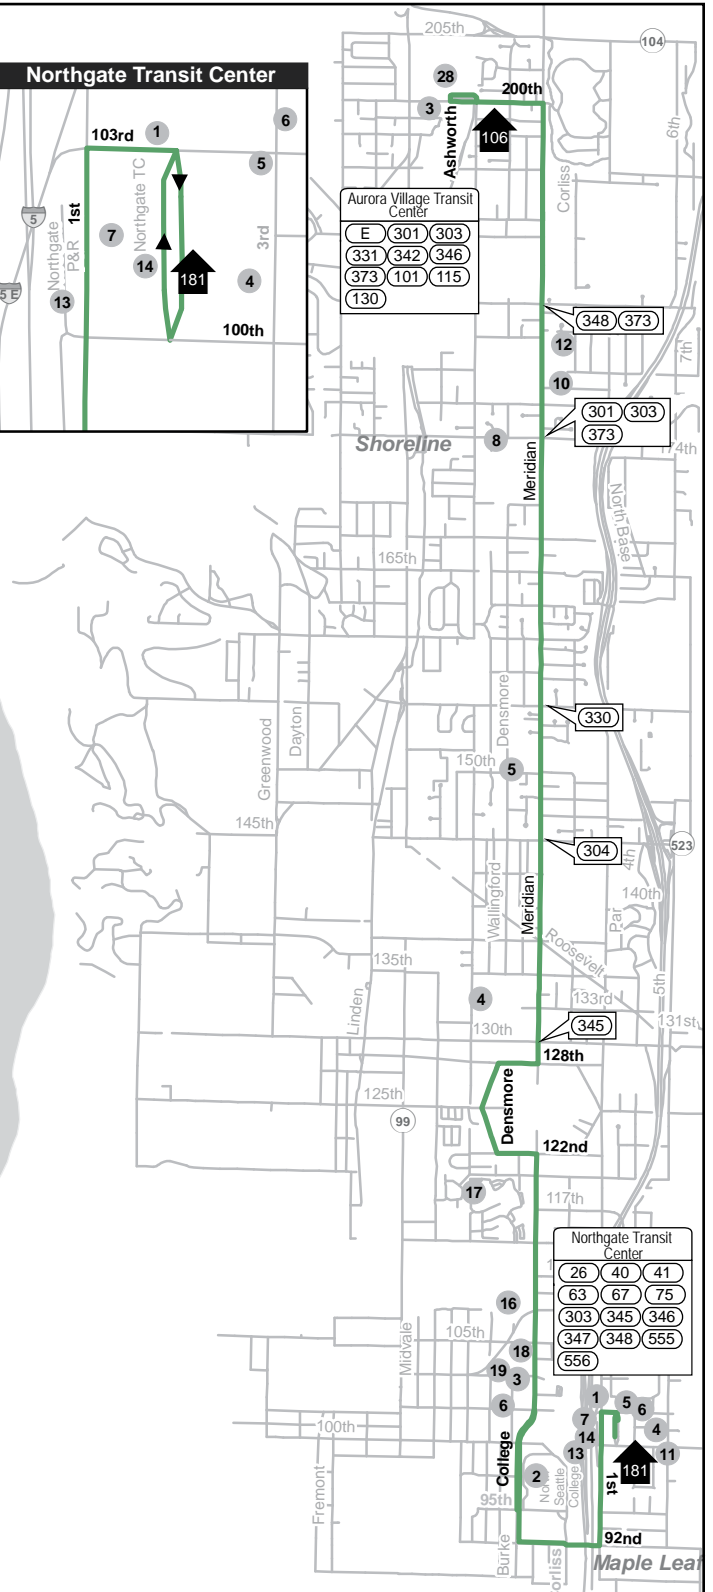 205th
104
Northgate Transit Center
28
200th
3
106
Ashworth
6th
Corliss
103rd
1
6
5
5
1st
Northgate TC
Northgate
P&R
7
3rd
14
181
4
5 E
13
100th
Aurora Village Transit
Center
E 301 303
331 342 346
373 101 115
130
348 373
12
7th
10
301 303
373
8
Shoreline
174th
Meridian
North Base
165th
Densmore
330
Dayton
Greenwood
150th
5
145th
304
523
4th
Wallingford
Meridian
140th
Par
Roosevelt
135th
5th
Linden
4
133rd
345
131st
130th
128th
125th
99
Densmore
122nd
17
117th
Northgate Transit
Center
26 40 41
63 67 75
303 345 346
347 348 555
556
16
105th
Midvale
18
19
3
1
5
6
6
7
100th
14
4
13
11
College
2
North
Seattle
College
181
1st
95th
Fremont
Burke
92nd
orliss
Maple Leaf